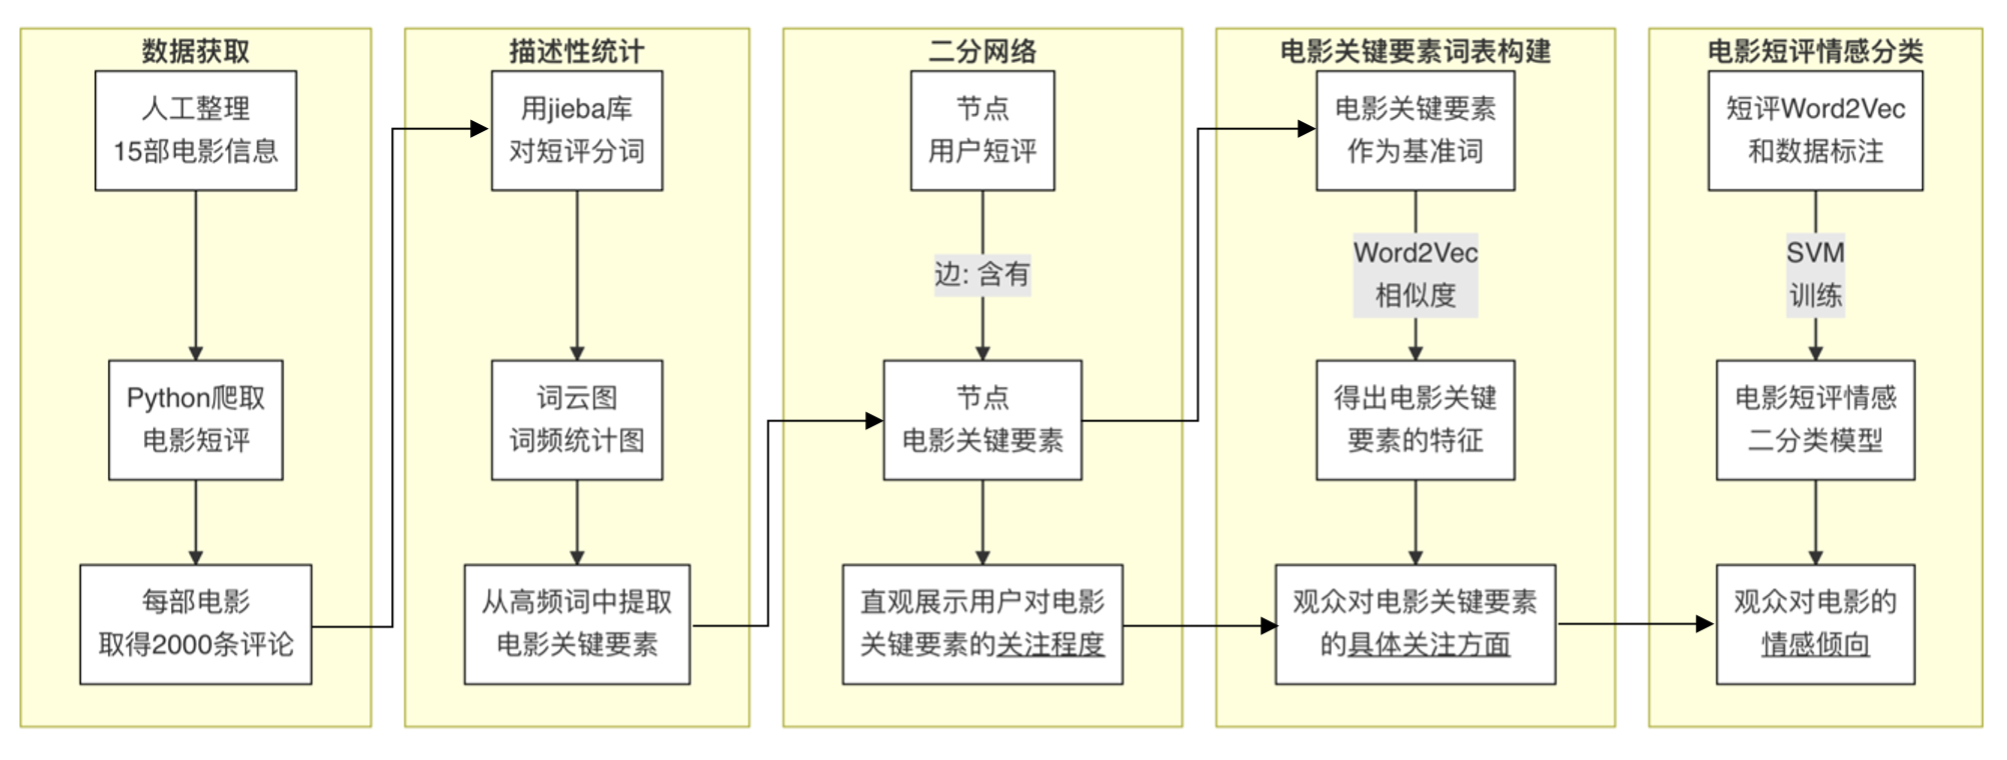 数据获取
人工整理
15部电影信息
Python爬取
电影短评
每部电影
取得2000条评论
描述性统计
用jieba库
对短评分词
词云图
词频统计图
从高频词中提取
电影关键要素
二分网络
节点
用户短评
边: 含有
节点
电影关键要素
直观展示用户对电影
关键要素的关注程度
电影关键要素词表构建
电影关键要素
作为基准词
Word2Vec
相似度
得出电影关键
要素的特征
观众对电影关键要素
的具体关注方面
电影短评情感分类
短评Word2Vec
和数据标注
SVM
训练
电影短评情感
二分类模型
观众对电影的
情感倾向